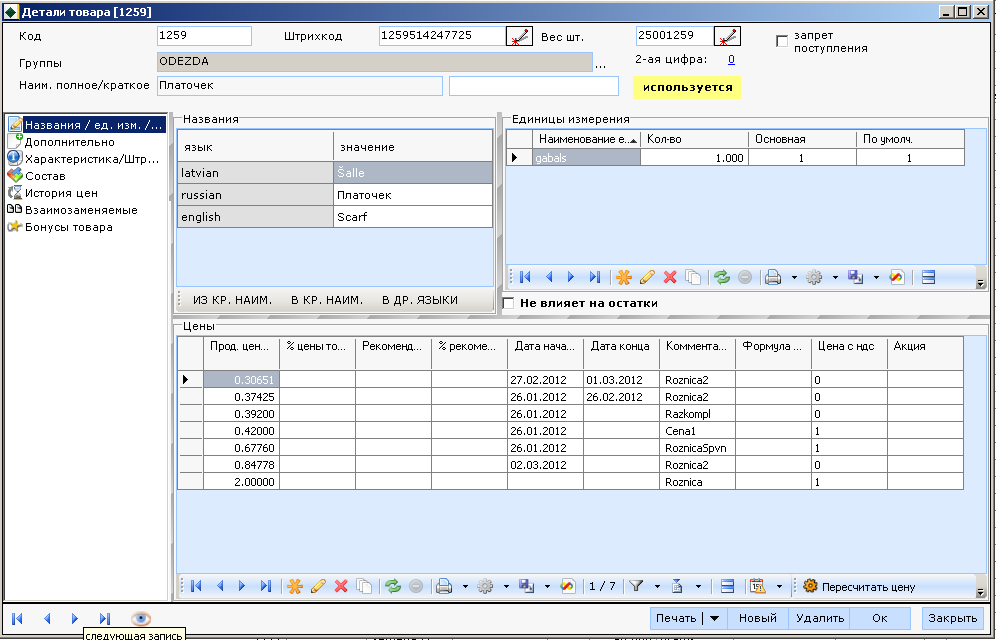 Детали товара [1259]
Код 1259 Штрихкод 1259514247725 Вес шт. 25001259 запрет поступления
Группы ODEZDA ... 2-ая цифра: 0
Наим. полное/краткое Платочек используется
Названия / ед. изм. /...
Дополнительно
Характеристика/Штр...
Состав
История цен
Взаимозаменяемые
Бонусы товара
Названия
язык значение
latvian Šalle
russian Платочек
english Scarf
ИЗ КР. НАИМ. В КР. НАИМ. В ДР. ЯЗЫКИ
Единицы измерения
Наименование е... Кол-во Основная По умолч.
gabals 1.000 1 1
Не влияет на остатки
Цены
Прод. цен... % цены то... Рекоменд... % рекоме... Дата нача... Дата конца Коммента... Формула ... Цена с ндс Акция
0.30651 27.02.2012 01.03.2012 Roznica2 0
0.37425 26.01.2012 26.02.2012 Roznica2 0
0.39200 26.01.2012 Razkompl 0
0.42000 26.01.2012 Cena1 1
0.67760 26.01.2012 RoznicaSpvn 1
0.84778 02.03.2012 Roznica2 0
2.00000 Roznica 1
1 / 7 Пересчитать цену
следующая запись
Печать Новый Удалить Ок Закрыть